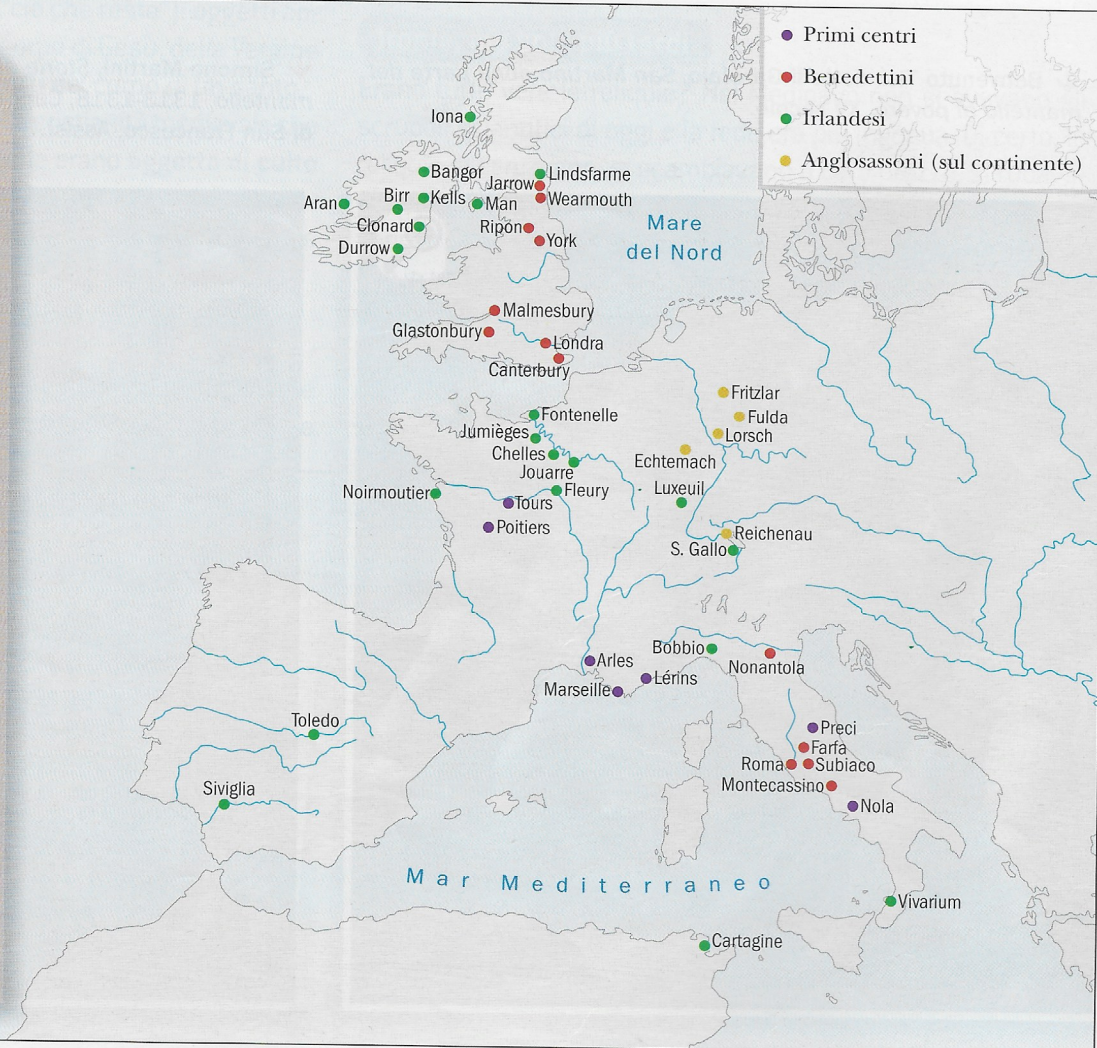 Primi centri
Benedettini
Irlandesi
Anglosassoni (sul continente)
Iona
Bangor
Lindsfarme
Jarrow
Aran
Birr
Kells
Man
Wearmouth
Clonard
Ripon
Durrow
York
Mare
del Nord
Malmesbury
Glastonbury
Londra
Canterbury
Fritzlar
Fontenelle
Fulda
Jumièges
Lorsch
Chelles
Echtemach
Jouarre
Noirmoutier
Fleury
Luxeuil
Tours
Poitiers
Reichenau
S. Gallo
Bobbio
Nonantola
Arles
Lérins
Marseille
Toledo
Preci
Farfa
Roma
Subiaco
Siviglia
Montecassino
Nola
Mar Mediterraneo
Vivarium
Cartagine